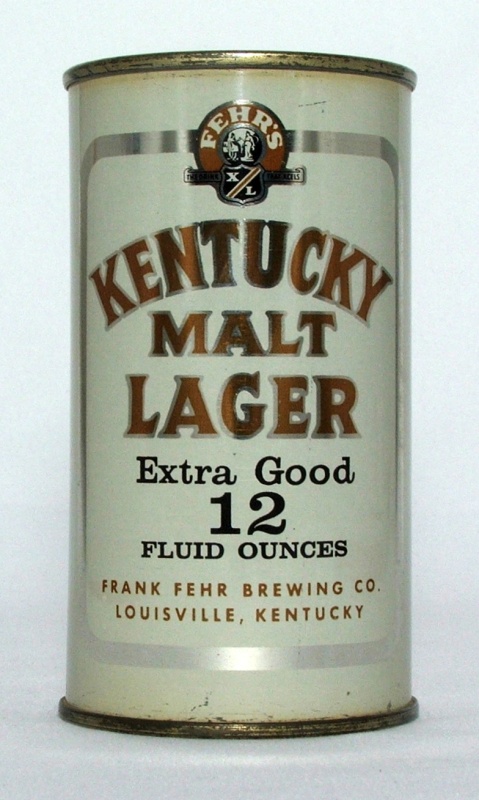 FEHR'S
X
L
KENTUCKY
MALT
LAGER
Extra Good
12
FLUID OUNCES
FRANK FEHR BREWING CO.
LOUISVILLE, KENTUCKY